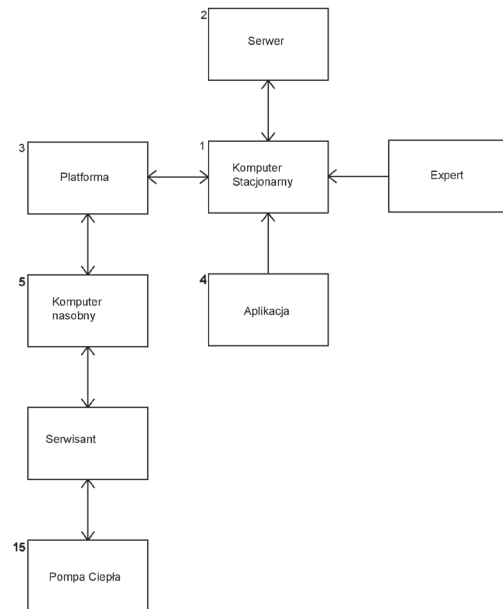 2
Serwer
3
Platforma
1
Komputer
Stacjonarny
Expert
5
Komputer
nasobny
4
Aplikacja
Serwisant
15
Pompa Ciepła